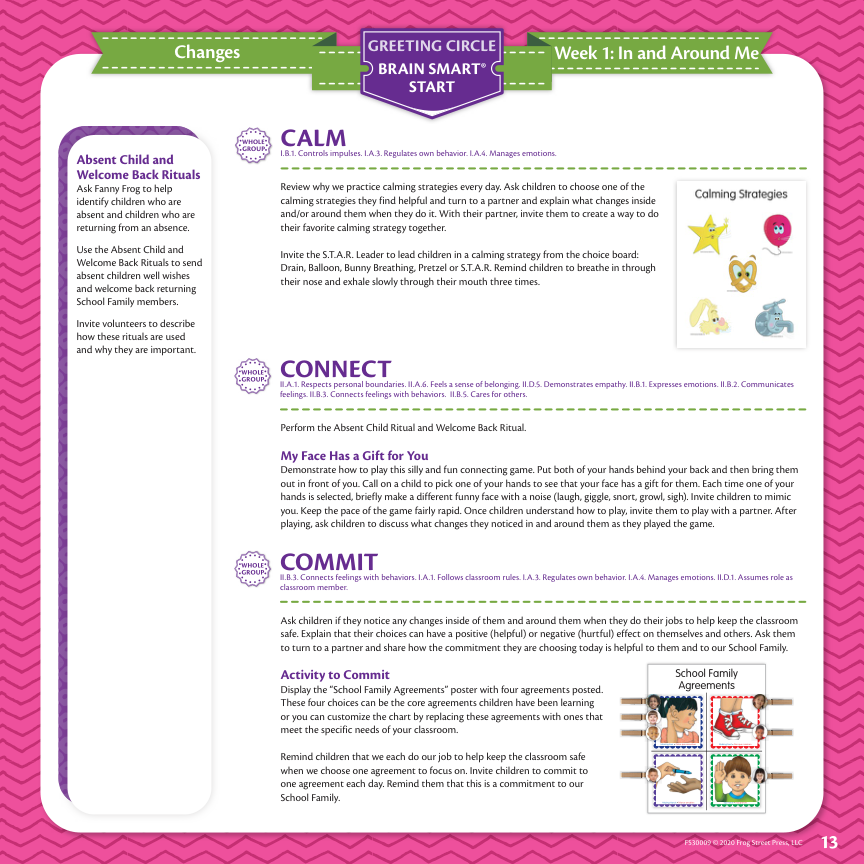 Changes
GREETING CIRCLE
BRAIN SMART®
START
Week 1: In and Around Me
Absent Child and
Welcome Back Rituals
Ask Fanny Frog to help
identify children who are
absent and children who are
returning from an absence.
Use the Absent Child and
Welcome Back Rituals to send
absent children well wishes
and welcome back returning
School Family members.
Invite volunteers to describe
how these rituals are used
and why they are important.
WHOLE
GROUP
CALM
I.B.1. Controls impulses. I.A.3. Regulates own behavior. I.A.4. Manages emotions.
Review why we practice calming strategies every day. Ask children to choose one of the
calming strategies they find helpful and turn to a partner and explain what changes inside
and/or around them when they do it. With their partner, invite them to create a way to do
their favorite calming strategy together.
Invite the S.T.A.R. Leader to lead children in a calming strategy from the choice board:
Drain, Balloon, Bunny Breathing, Pretzel or S.T.A.R. Remind children to breathe in through
their nose and exhale slowly through their mouth three times.
Calming Strategies
WHOLE
GROUP
CONNECT
II.A.1. Respects personal boundaries. II.A.6. Feels a sense of belonging. II.D.5. Demonstrates empathy. II.B.1. Expresses emotions. II.B.2. Communicates
feelings. II.B.3. Connects feelings with behaviors. II.B.5. Cares for others.
Perform the Absent Child Ritual and Welcome Back Ritual.
My Face Has a Gift for You
Demonstrate how to play this silly and fun connecting game. Put both of your hands behind your back and then bring them
out in front of you. Call on a child to pick one of your hands to see that your face has a gift for them. Each time one of your
hands is selected, briefly make a different funny face with a noise (laugh, giggle, snort, growl, sigh). Invite children to mimic
you. Keep the pace of the game fairly rapid. Once children understand how to play, invite them to play with a partner. After
playing, ask children to discuss what changes they noticed in and around them as they played the game.
WHOLE
GROUP
COMMIT
II.B.3. Connects feelings with behaviors. I.A.1. Follows classroom rules. I.A.3. Regulates own behavior. I.A.4. Manages emotions. II.D.1. Assumes role as
classroom member.
Ask children if they notice any changes inside of them and around them when they do their jobs to help keep the classroom
safe. Explain that their choices can have a positive (helpful) or negative (hurtful) effect on themselves and others. Ask them
to turn to a partner and share how the commitment they are choosing today is helpful to them and to our School Family.
Activity to Commit
Display the “School Family Agreements” poster with four agreements posted.
These four choices can be the core agreements children have been learning
or you can customize the chart by replacing these agreements with ones that
meet the specific needs of your classroom.
Remind children that we each do our job to help keep the classroom safe
when we choose one agreement to focus on. Invite children to commit to
one agreement each day. Remind them that this is a commitment to our
School Family.
School Family
Agreements
FS30009 © 2020 Frog Street Press, LLC
13